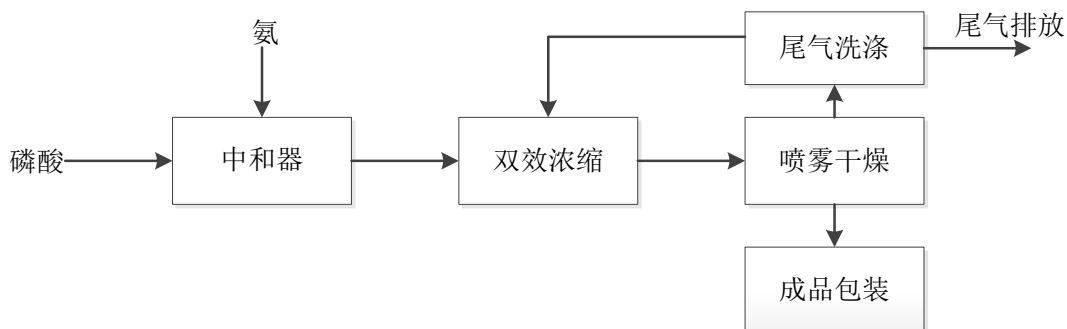 氨
尾气洗涤
尾气排放
磷酸
中和器
双效浓缩
喷雾干燥
成品包装